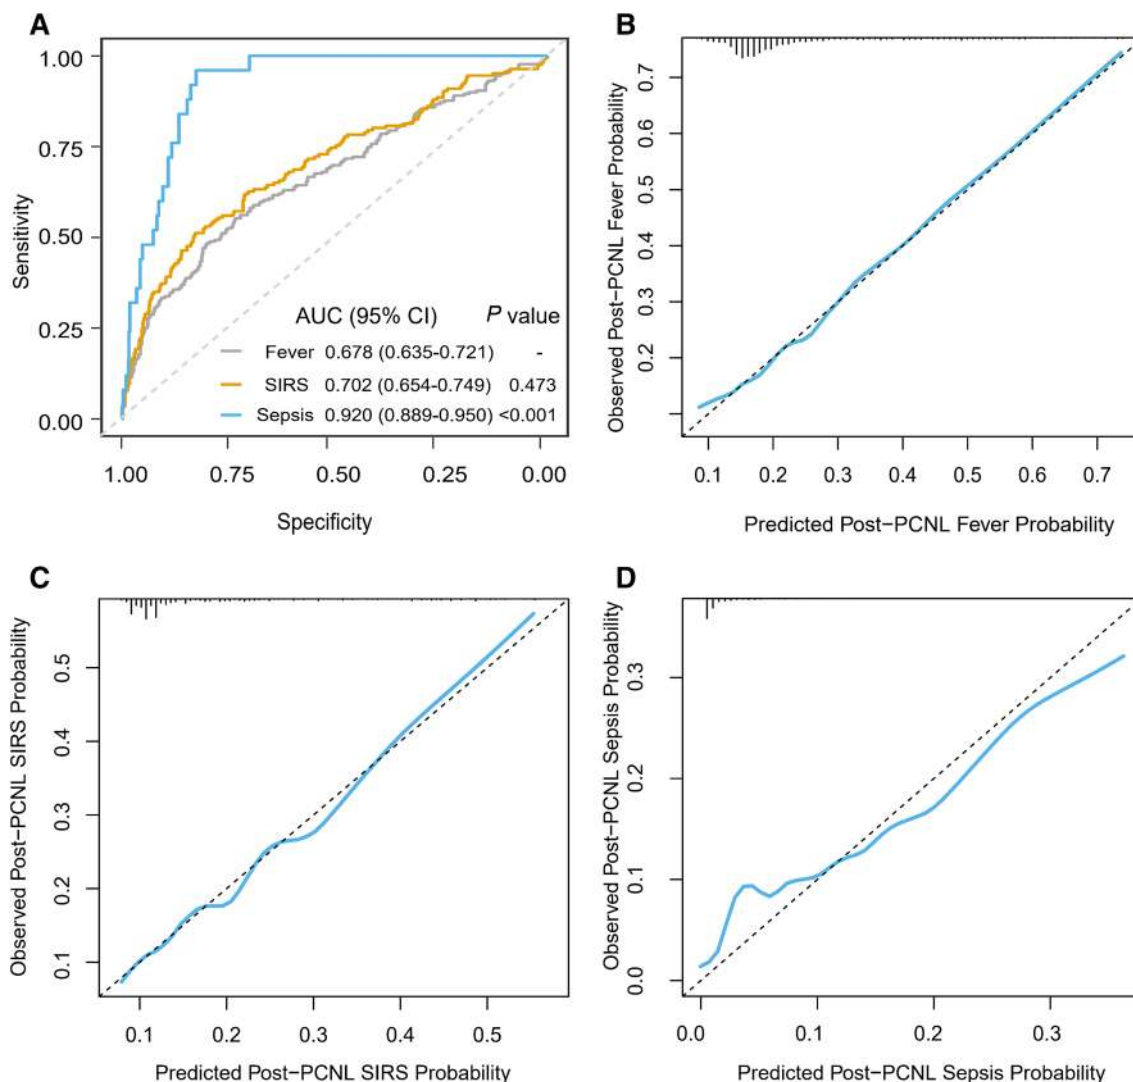 A
1.00
0.75
0.50
0.25
0.00
Sensitivity
AUC (95% CI) P value
Fever 0.678 (0.635-0.721) -
SIRS 0.702 (0.654-0.749) 0.473
Sepsis 0.920 (0.889-0.950) <0.001
1.00 0.75 0.50 0.25 0.00
Specificity
B
Observed Post-PCNL Fever Probability
0.7
0.6
0.5
0.4
0.3
0.2
0.1 0.2 0.3 0.4 0.5 0.6 0.7
Predicted Post-PCNL Fever Probability
C
Observed Post-PCNL SIRS Probability
0.5
0.4
0.3
0.2
0.1
0.1 0.2 0.3 0.4 0.5
Predicted Post-PCNL SIRS Probability
D
Observed Post-PCNL Sepsis Probability
0.3
0.2
0.1
0.0
0.0 0.1 0.2 0.3
Predicted Post-PCNL Sepsis Probability